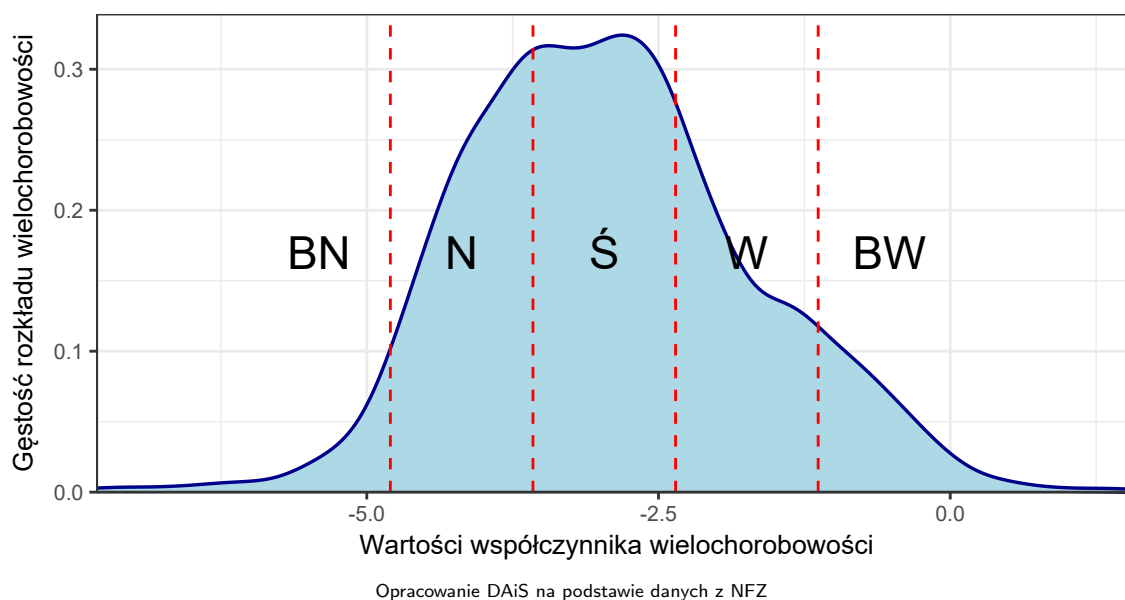 Gęstość rozkładu wielochorobowości
0.3
0.2
0.1
0.0
BN N Ś W BW
-5.0 -2.5 0.0
Wartości współczynnika wielochorobowości
Opracowanie DAiS na podstawie danych z NFZ